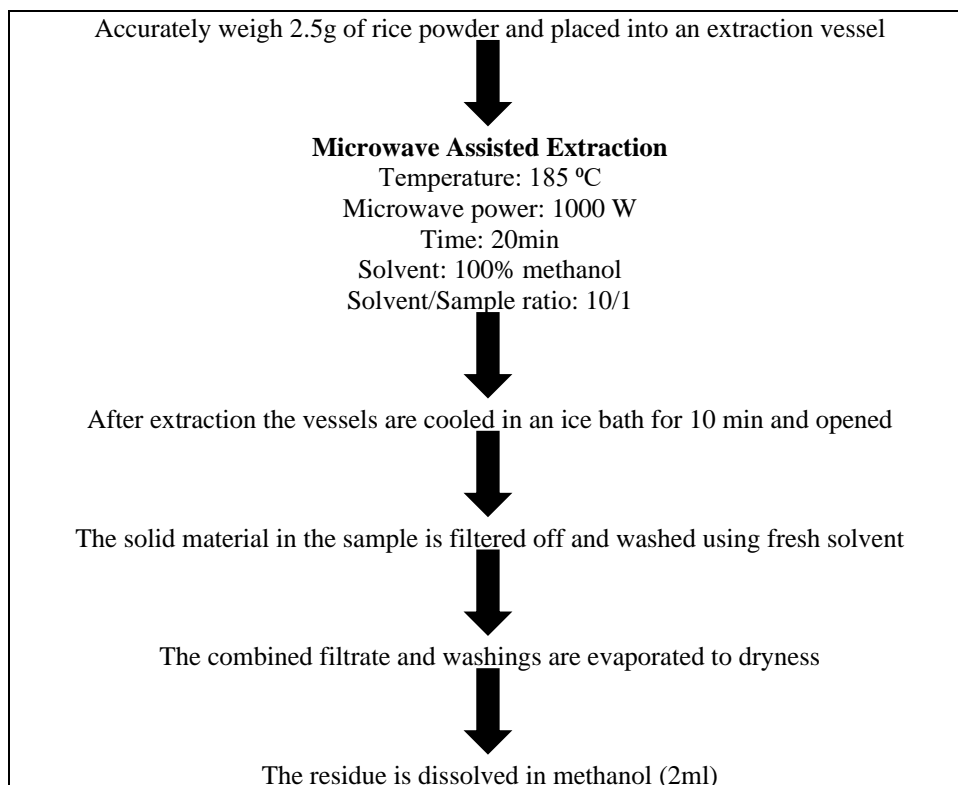 Accurately weigh 2.5g of rice powder and placed into an extraction vessel
Microwave Assisted Extraction
Temperature: 185 ⁰C
Microwave power: 1000 W
Time: 20min
Solvent: 100% methanol
Solvent/Sample ratio: 10/1
After extraction the vessels are cooled in an ice bath for 10 min and opened
The solid material in the sample is filtered off and washed using fresh solvent
The combined filtrate and washings are evaporated to dryness
The residue is dissolved in methanol (2ml)